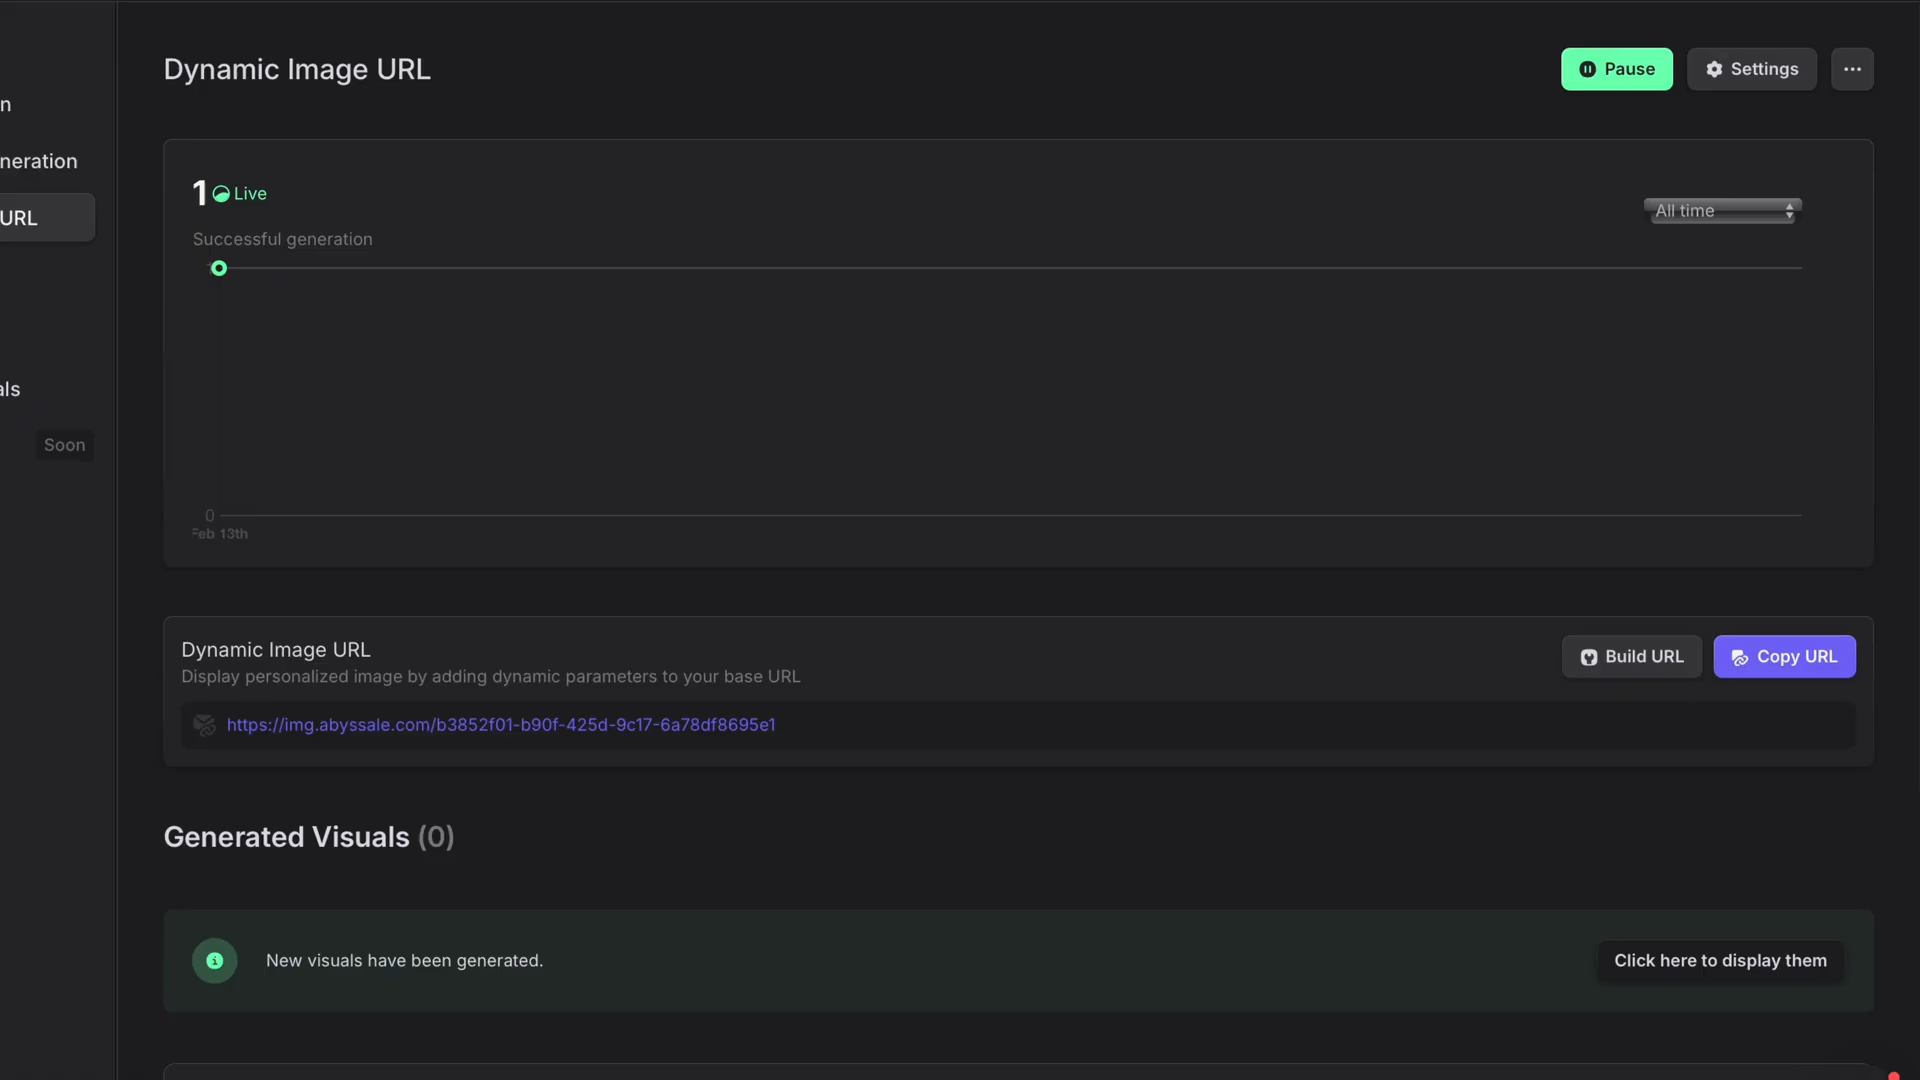 Dynamic Image URL
Pause
Settings
n
neration
URL
als
Soon
1 Live
All time
Successful generation
0
Feb 13th
Dynamic Image URL
Display personalized image by adding dynamic parameters to your base URL
Build URL
Copy URL
https://img.abyssale.com/b3852f01-b90f-425d-9c17-6a78df8695e1
Generated Visuals (0)
New visuals have been generated.
Click here to display them